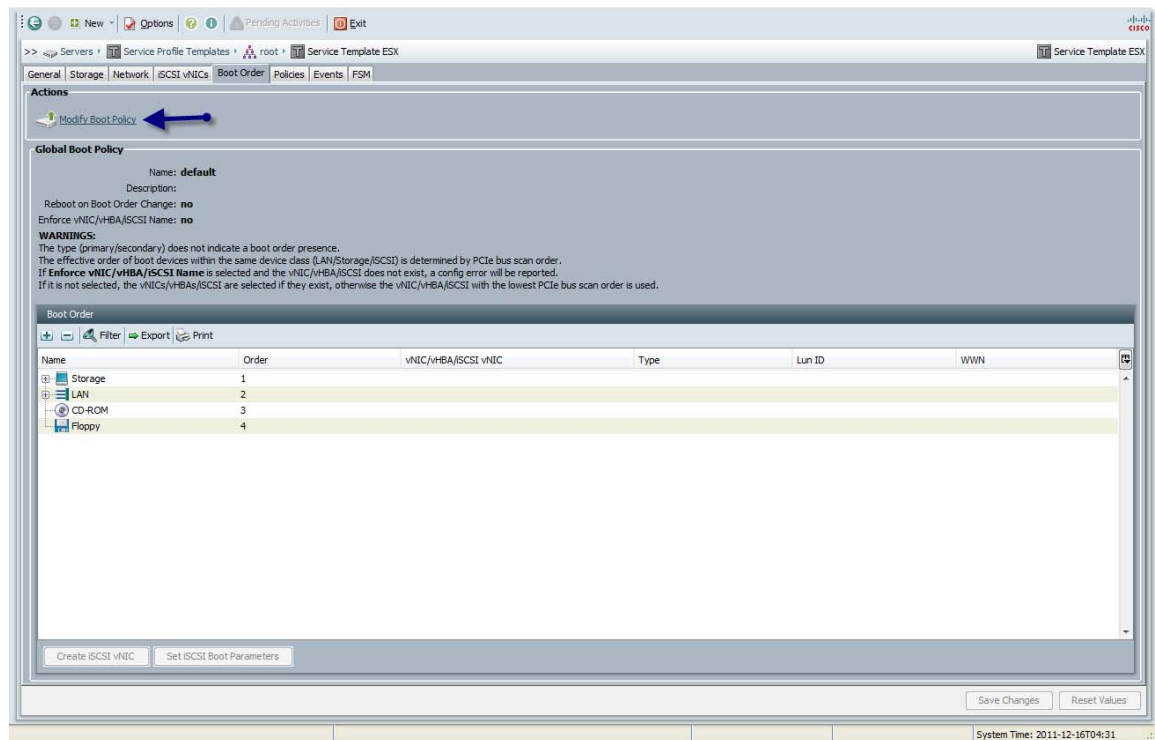 New Options Pending Activities Exit
cisco
>> Servers Service Profile Templates root Service Template ESX Service Template ESX
General Storage Network iSCSI vNICs Boot Order Policies Events FSM
Actions
Modify Boot Policy
Global Boot Policy
Name: default
Description:
Reboot on Boot Order Change: no
Enforce vNIC/vHBA/iSCSI Name: no
WARNINGS:
The type (primary/secondary) does not indicate a boot order presence.
The effective order of boot devices within the same device class (LAN/Storage/iSCSI) is determined by PCIe bus scan order.
If Enforce vNIC/vHBA/iSCSI Name is selected and the vNIC/vHBA/iSCSI does not exist, a config error will be reported.
If it is not selected, the vNICs/vHBAs/iSCSI are selected if they exist, otherwise the vNIC/vHBA/iSCSI with the lowest PCIe bus scan order is used.
Boot Order
Filter Export Print
Name Order vNIC/vHBA/iSCSI vNIC Type Lun ID WWN
Storage 1
LAN 2
CD-ROM 3
Floppy 4
Create iSCSI vNIC Set iSCSI Boot Parameters
Save Changes Reset Values
System Time: 2011-12-16T04:31